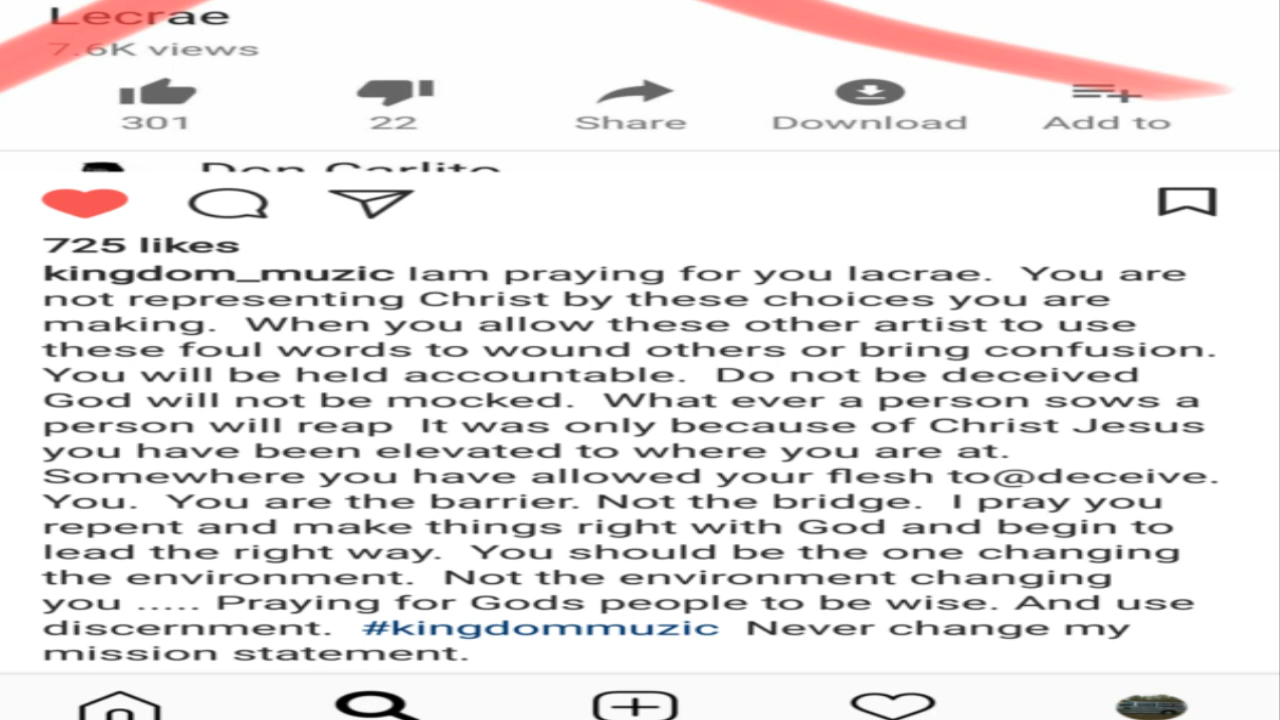 Lecrae
7.6K views
301 22 Share Download Add to
Don Carlito
725 likes
kingdom_muzic Iam praying for you lacrae.  You are
not representing Christ by these choices you are
making.  When you allow these other artist to use
these foul words to wound others or bring confusion.
You will be held accountable.  Do not be deceived
God will not be mocked.  What ever a person sows a
person will reap  It was only because of Christ Jesus
you have been elevated to where you are at.
Somewhere you have allowed your flesh to@deceive.
You.  You are the barrier. Not the bridge.  I pray you
repent and make things right with God and begin to
lead the right way.  You should be the one changing
the environment.  Not the environment changing
you ..... Praying for Gods people to be wise. And use
discernment.  #kingdommuzic  Never change my
mission statement.